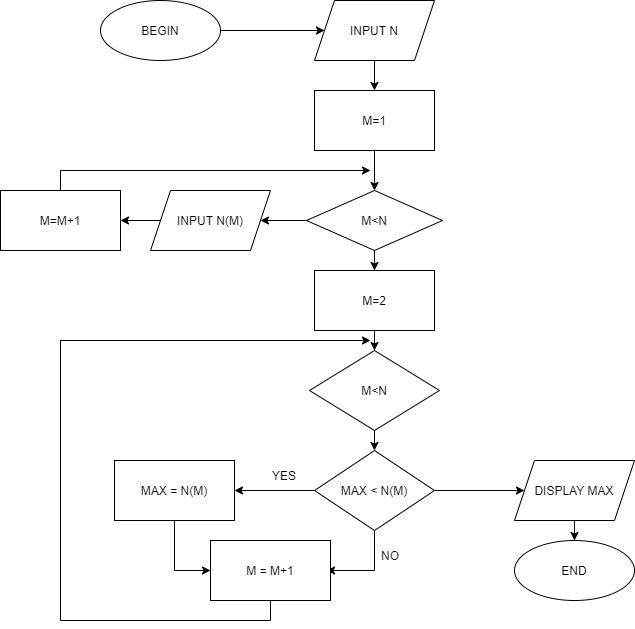 BEGIN
INPUT N
M=1
M=M+1
INPUT N(M)
M<N
M=2
M<N
YES
MAX = N(M)
MAX < N(M)
DISPLAY MAX
NO
M = M+1
END